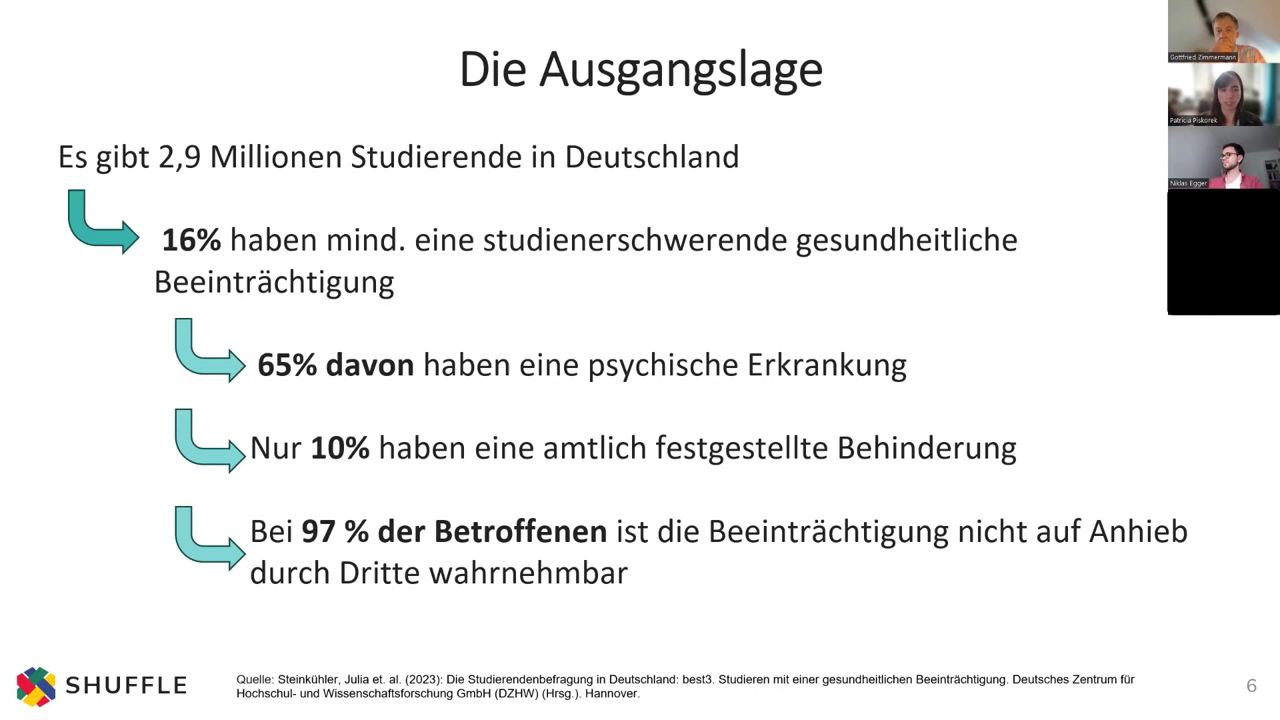 Die Ausgangslage
Es gibt 2,9 Millionen Studierende in Deutschland
16% haben mind. eine studienerschwerende gesundheitliche
Beeinträchtigung
65% davon haben eine psychische Erkrankung
Nur 10% haben eine amtlich festgestellte Behinderung
Bei 97 % der Betroffenen ist die Beeinträchtigung nicht auf Anhieb
durch Dritte wahrnehmbar
SHUFFLE
Quelle: Steinkühler, Julia et. al. (2023): Die Studierendenbefragung in Deutschland: best3. Studieren mit einer gesundheitlichen Beeinträchtigung. Deutsches Zentrum für
Hochschul- und Wissenschaftsforschung GmbH (DZHW) (Hrsg.). Hannover.
6
Gottfried Zimmermann
Patricia Piskorek
Niklas Egger